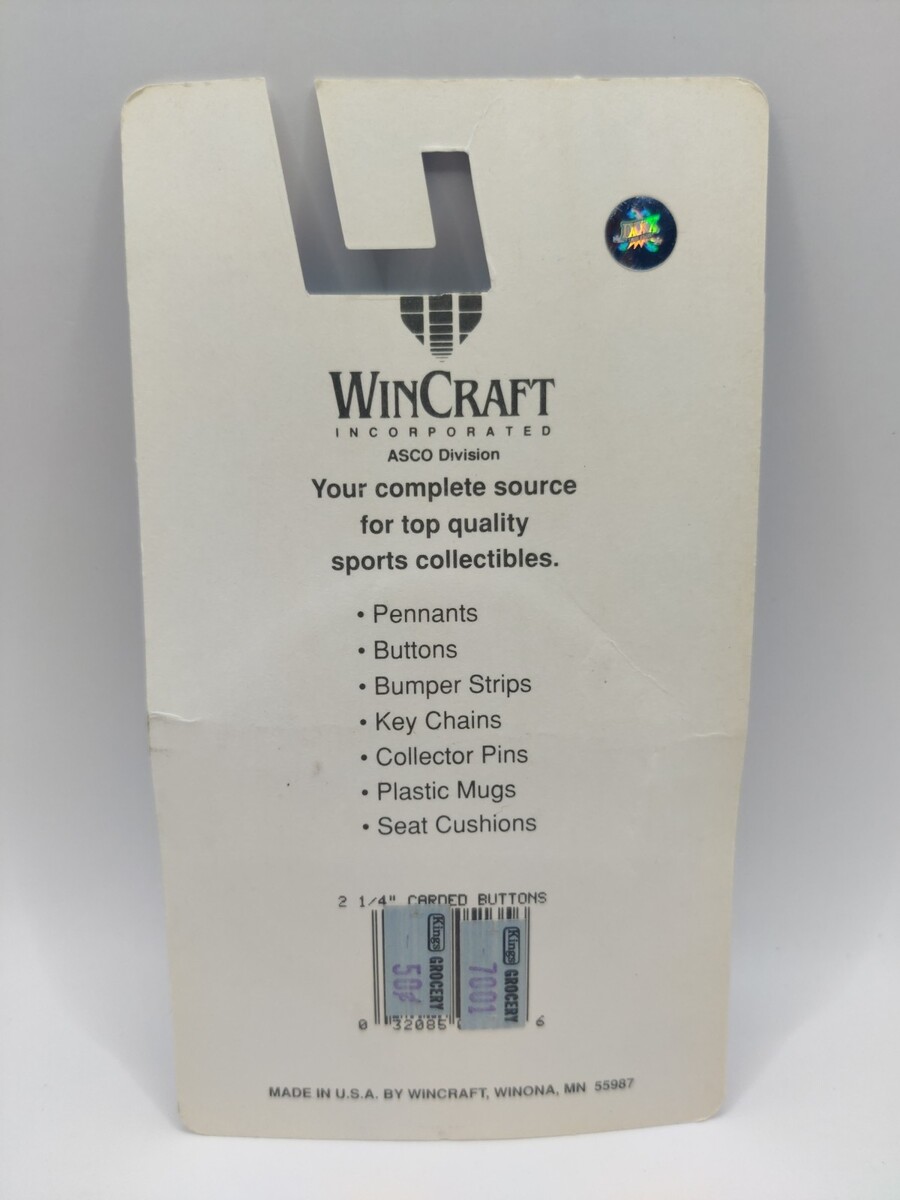 WINCRAFT
INCORPORATED
ASCO Division
Your complete source
for top quality
sports collectibles.
• Pennants
• Buttons
• Bumper Strips
• Key Chains
• Collector Pins
• Plastic Mugs
• Seat Cushions
2 1/4" CARDED BUTTONS
Kings GROCERY
50¢
Kings GROCERY
7001
0 32085 6
MADE IN U.S.A. BY WINCRAFT, WINONA, MN 55987